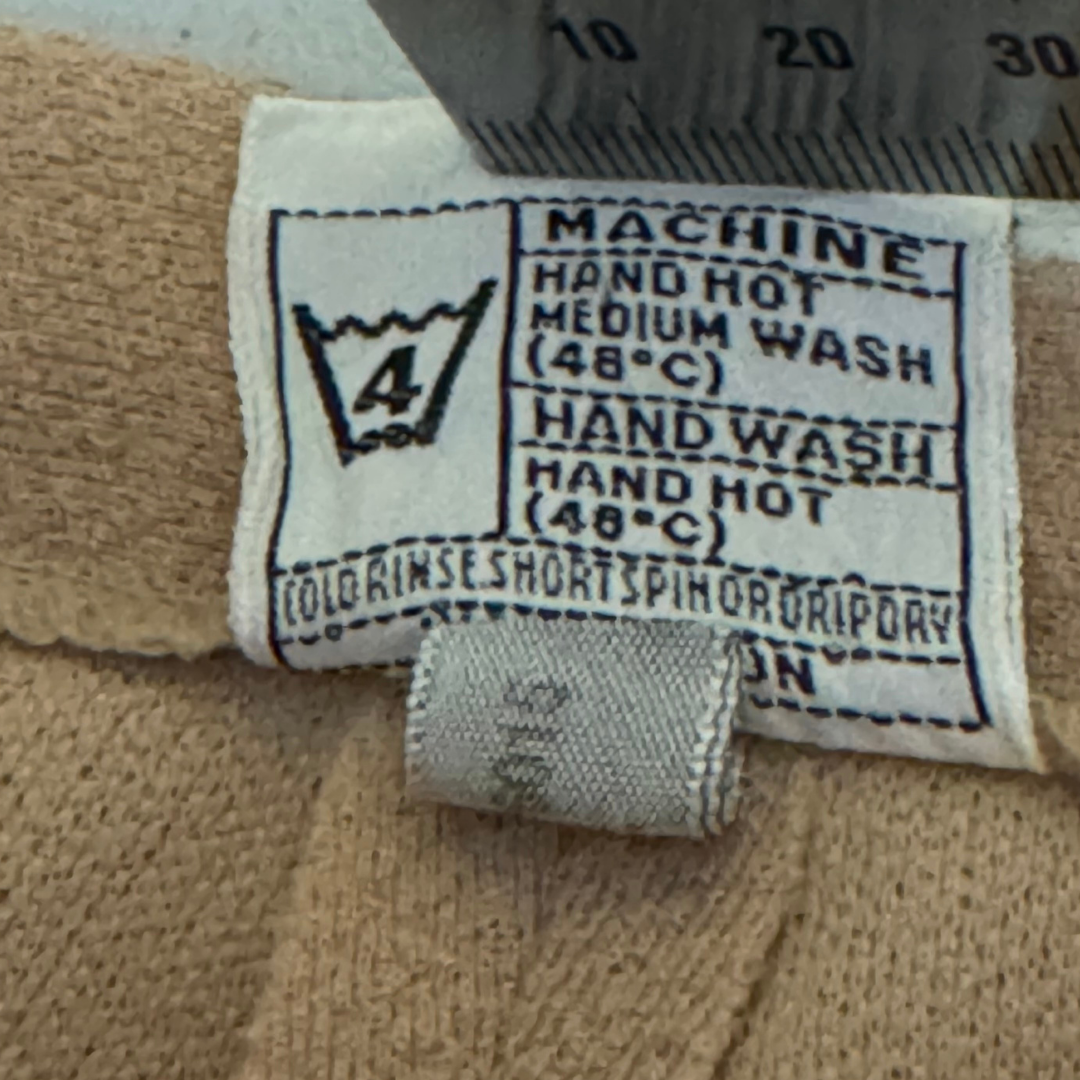 10 20 30
MACHINE
HAND HOT
MEDIUM WASH
(48°C)
4
HAND WASH
HAND HOT
(48°C)
COLD RINSE SHORT SPIN OR DRIP DRY